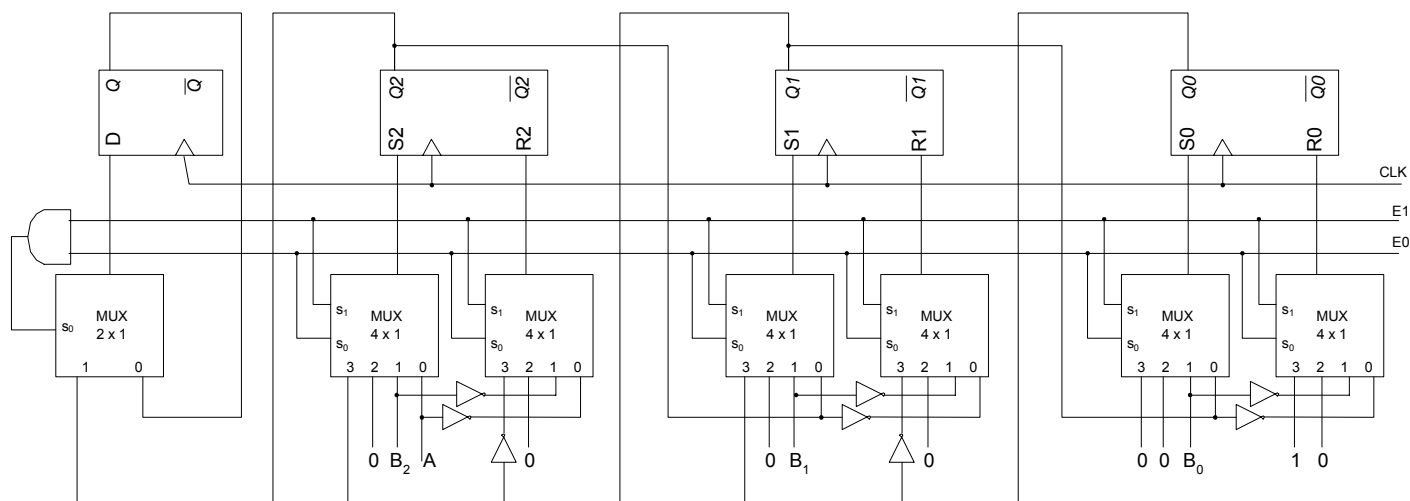 Q Q Q2 Q2 Q1 Q1 Q0 Q0
D S2 R2 S1 R1 S0 R0
CLK
E1
E0
s0 MUX 2 x 1 1 0
s1 s0 MUX 4 x 1 3 2 1 0
s1 s0 MUX 4 x 1 3 2 1 0
s1 s0 MUX 4 x 1 3 2 1 0
s1 s0 MUX 4 x 1 3 2 1 0
s1 s0 MUX 4 x 1 3 2 1 0
s1 s0 MUX 4 x 1 3 2 1 0
0 B2 A 0 0 B1 0 0 0 B0 1 0